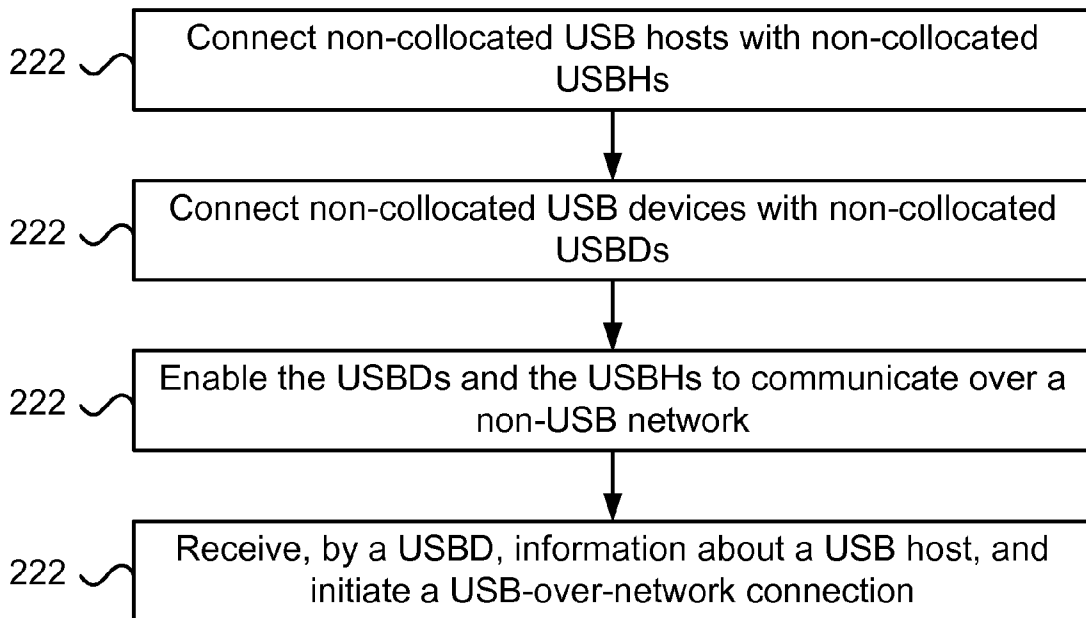 222
Connect non-collocated USB hosts with non-collocated
USBHs
222
Connect non-collocated USB devices with non-collocated
USBDs
222
Enable the USBDs and the USBHs to communicate over a
non-USB network
222
Receive, by a USBD, information about a USB host, and
initiate a USB-over-network connection